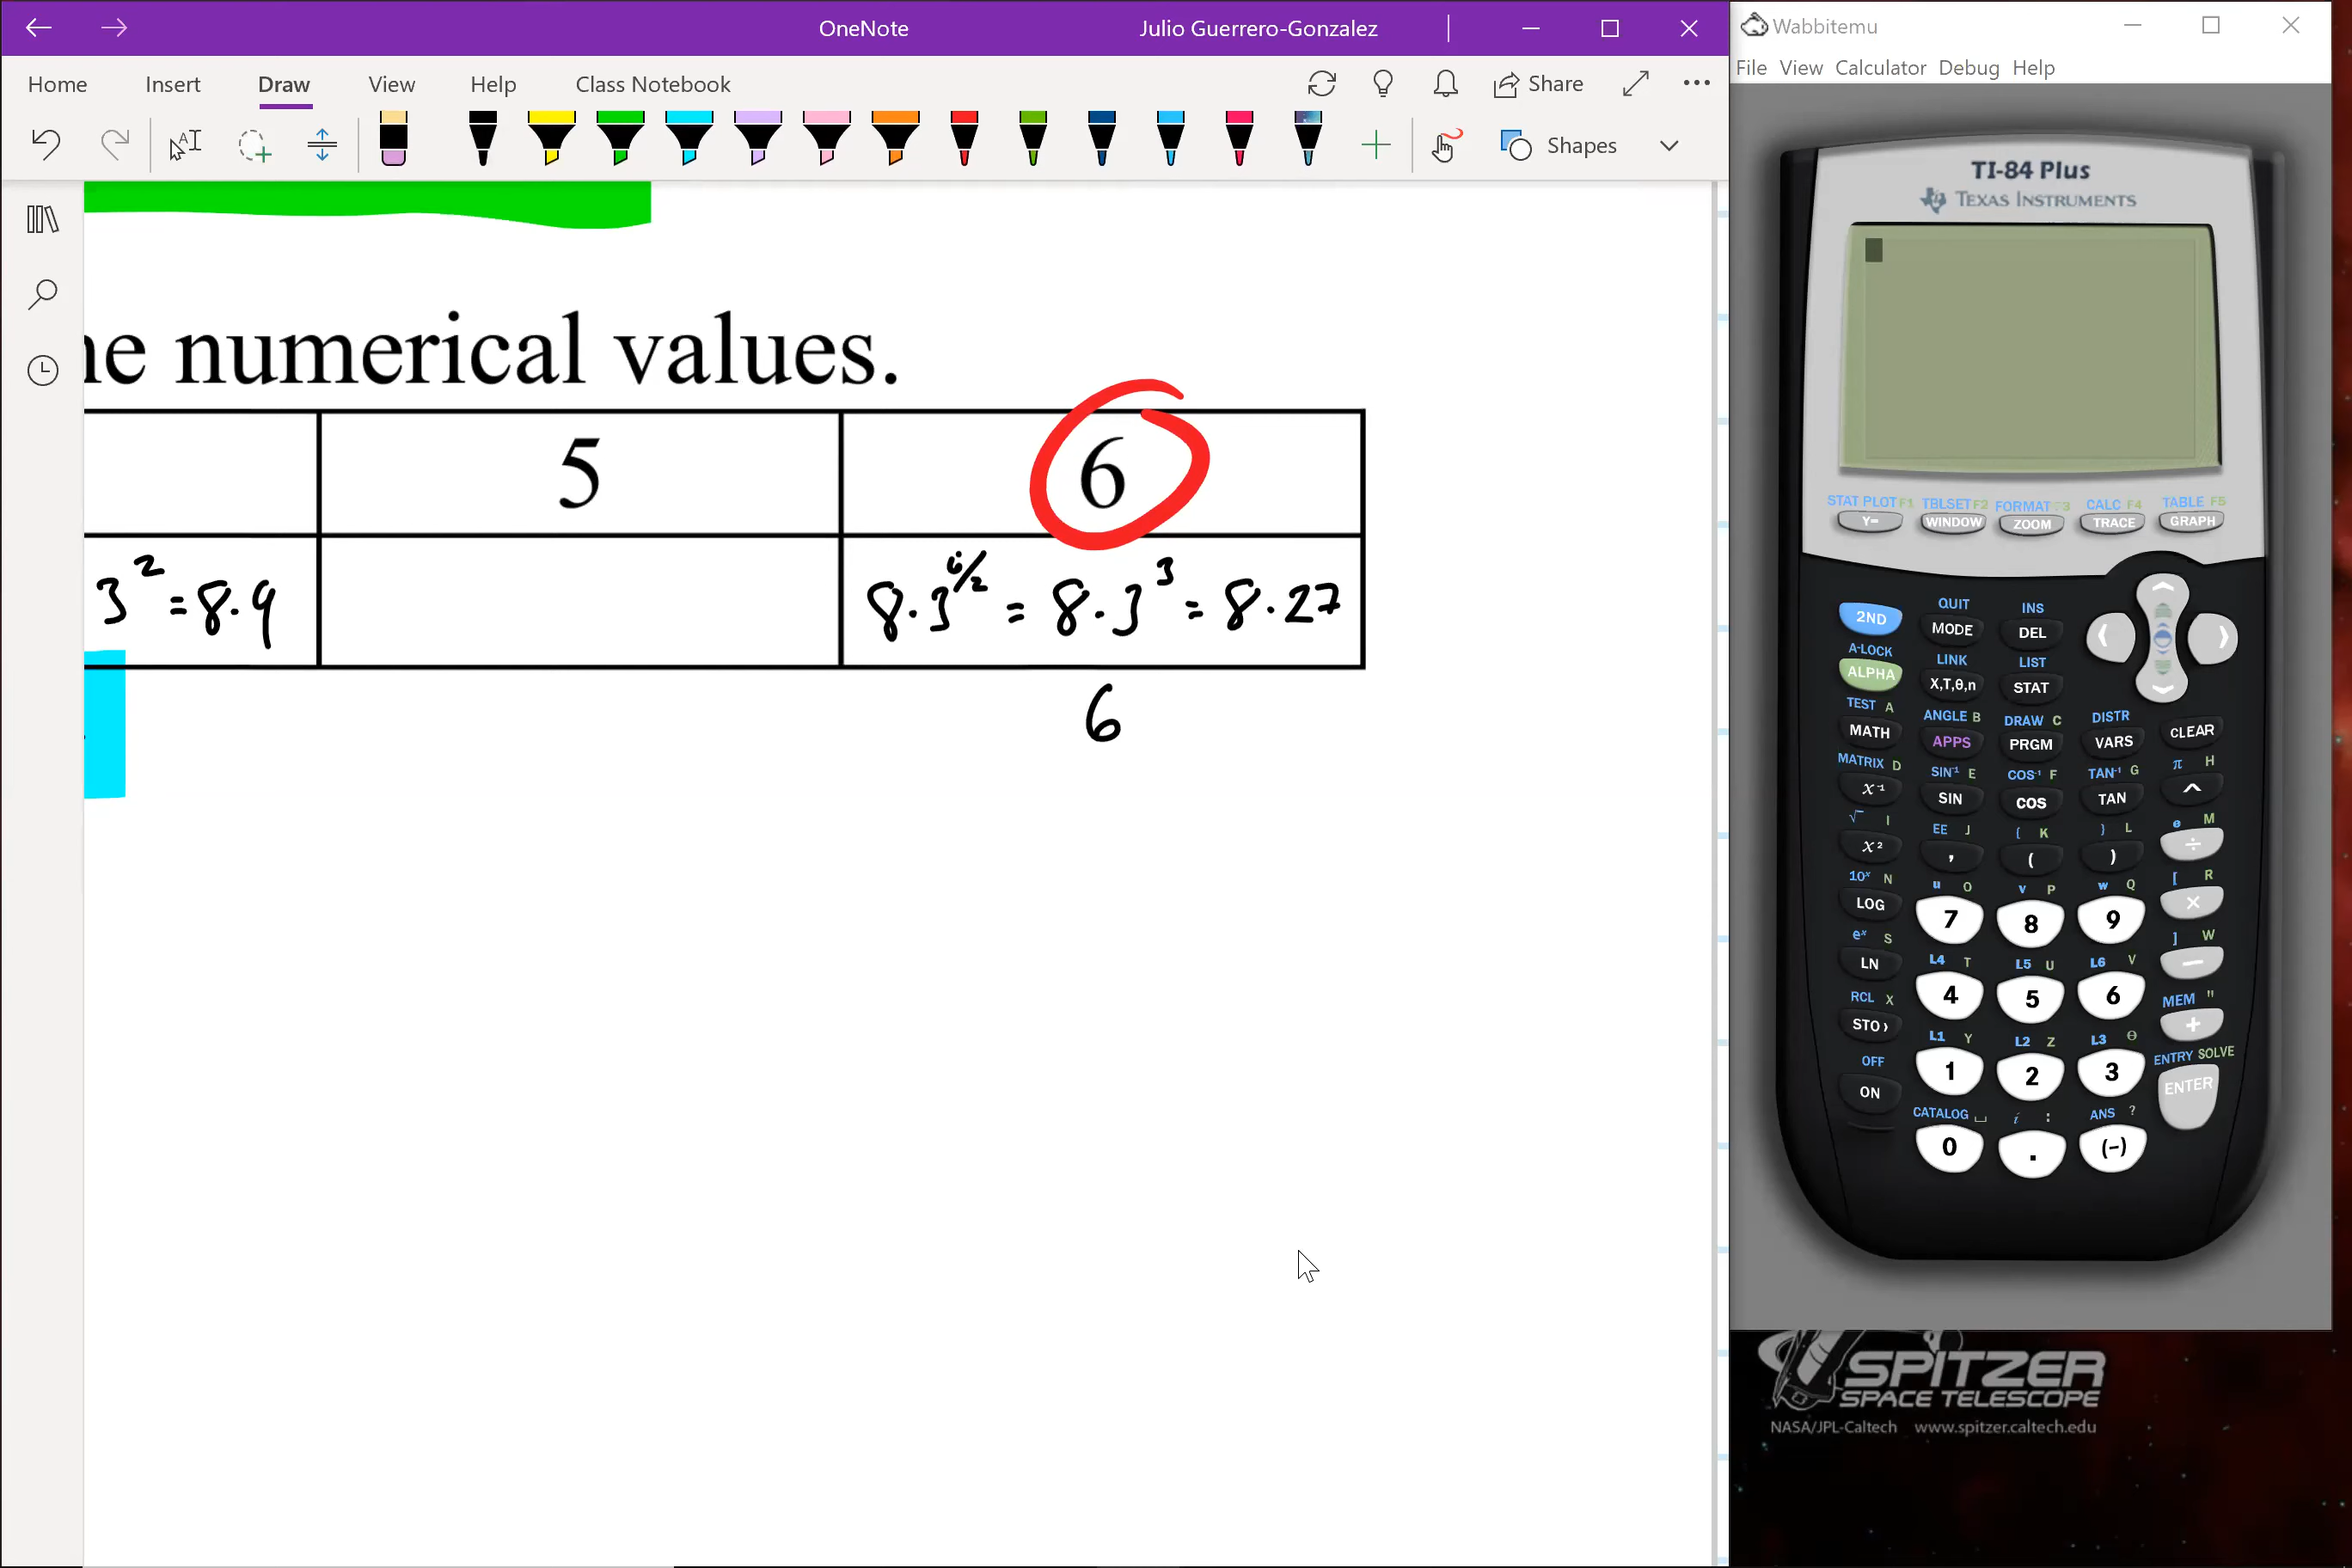 OneNote
Julio Guerrero-Gonzalez
Home Insert Draw View Help Class Notebook
Share
Shapes
he numerical values.
5 6
3² = 8·9
8·3^6/2 = 8·3³ = 8·27
6
Wabbitemu
File View Calculator Debug Help
TI-84 Plus
TEXAS INSTRUMENTS
STAT PLOT F1 TBLSET F2 FORMAT F3 CALC F4 TABLE F5
Y= WINDOW ZOOM TRACE GRAPH
QUIT INS
2ND MODE DEL
A-LOCK LINK LIST
ALPHA X,T,θ,n STAT
TEST A ANGLE B DRAW C DISTR
MATH APPS PRGM VARS CLEAR
MATRIX D SIN⁻¹ E COS⁻¹ F TAN⁻¹ G π H
x⁻¹ SIN COS TAN ^
√ I EE J { K } L e M
x² , ( ) ÷
10ˣ N u O v P w Q [ R
LOG 7 8 9 ×
eˣ S L4 T L5 U L6 V ] W
LN 4 5 6 −
RCL X L1 Y L2 Z L3 θ MEM "
STO› 1 2 3 +
OFF ENTRY SOLVE
ON ENTER
CATALOG ⎵ i : ANS ?
0 . (-)
SPITZER
SPACE TELESCOPE
NASA/JPL-Caltech www.spitzer.caltech.edu